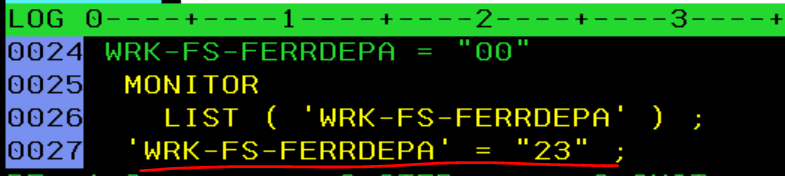 LOG 0----+----1----+----2----+----3----+
0024 WRK-FS-FERRDEPA = "00"
0025 MONITOR
0026 LIST ( 'WRK-FS-FERRDEPA' ) ;
0027 'WRK-FS-FERRDEPA' = "23" ;